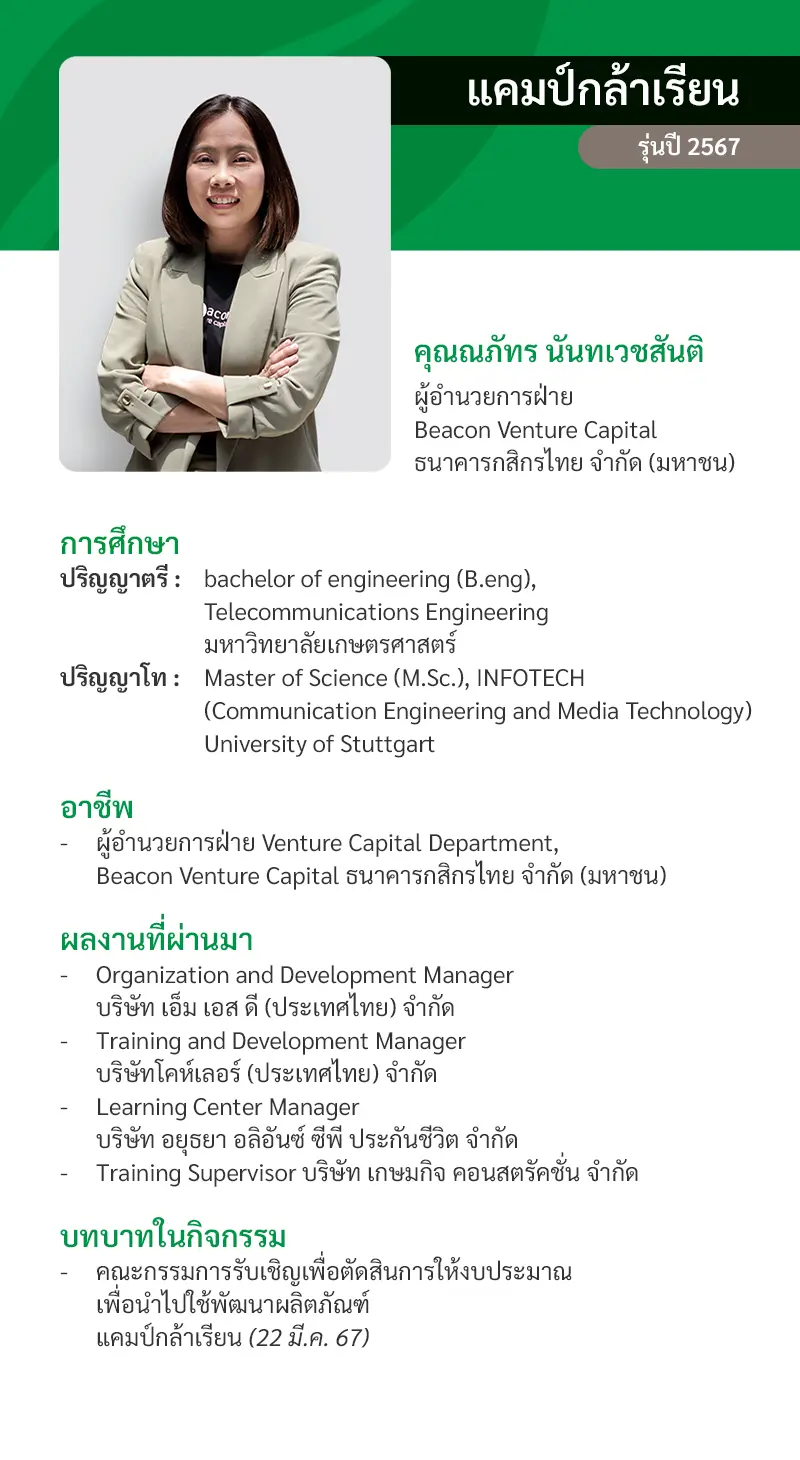 แคมป์กล้าเรียน
รุ่นปี 2567
คุณณภัทร นันทเวชสันติ
ผู้อำนวยการฝ่าย
Beacon Venture Capital
ธนาคารกสิกรไทย จำกัด (มหาชน)
การศึกษา
ปริญญาตรี : bachelor of engineering (B.eng),
Telecommunications Engineering
มหาวิทยาลัยเกษตรศาสตร์
ปริญญาโท : Master of Science (M.Sc.), INFOTECH
(Communication Engineering and Media Technology)
University of Stuttgart
อาชีพ
- ผู้อำนวยการฝ่าย Venture Capital Department,
Beacon Venture Capital ธนาคารกสิกรไทย จำกัด (มหาชน)
ผลงานที่ผ่านมา
- Organization and Development Manager
บริษัท เอ็ม เอส ดี (ประเทศไทย) จำกัด
- Training and Development Manager
บริษัทโคห์เลอร์ (ประเทศไทย) จำกัด
- Learning Center Manager
บริษัท อยุธยา อลิอันซ์ ซีพี ประกันชีวิต จำกัด
- Training Supervisor บริษัท เกษมกิจ คอนสตรัคชั่น จำกัด
บทบาทในกิจกรรม
- คณะกรรมการรับเชิญเพื่อตัดสินการให้งบประมาณ
เพื่อนำไปใช้พัฒนาผลิตภัณฑ์
แคมป์กล้าเรียน (22 มี.ค. 67)